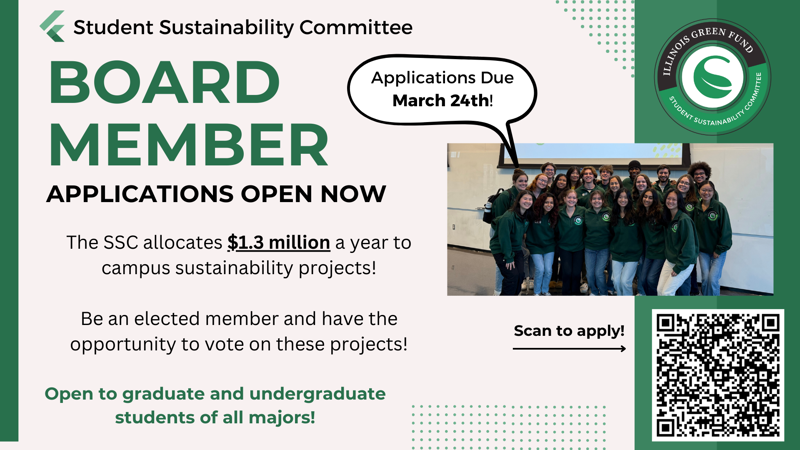 Student Sustainability Committee
BOARD
MEMBER
APPLICATIONS OPEN NOW
Applications Due
March 24th!
ILLINOIS GREEN FUND
STUDENT SUSTAINABILITY COMMITTEE
The SSC allocates $1.3 million a year to
campus sustainability projects!
Be an elected member and have the
opportunity to vote on these projects!
Scan to apply!
Open to graduate and undergraduate
students of all majors!